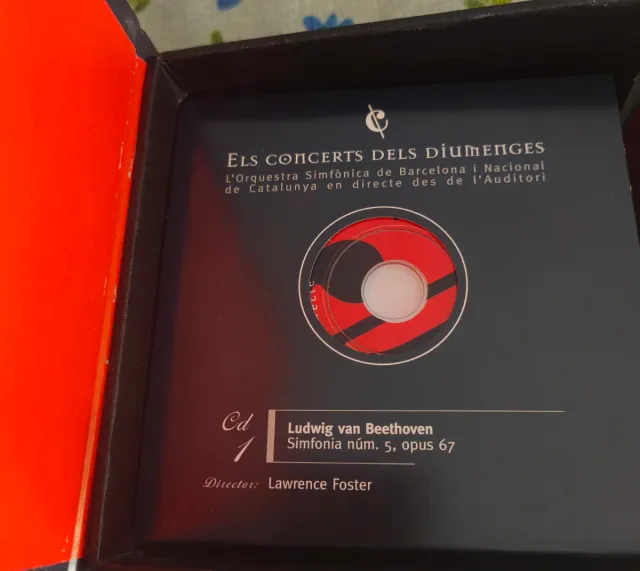 Els concerts dels diumenges
L'Orquestra Simfònica de Barcelona i Nacional
de Catalunya en directe des de l'Auditori
Cd
1
Ludwig van Beethoven
Simfonia núm. 5, opus 67
Director: Lawrence Foster